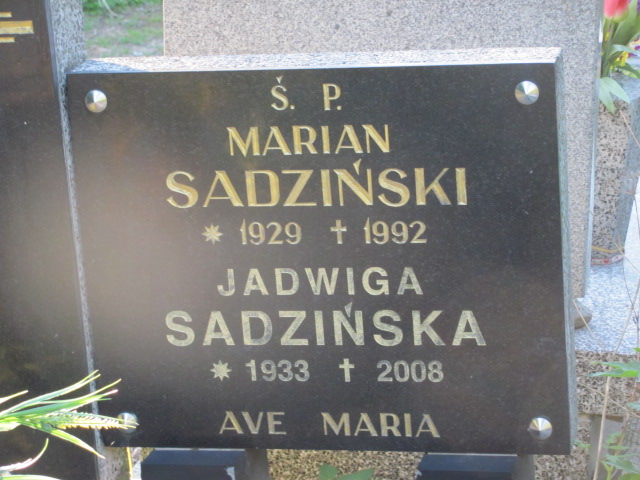 Ś. P.
MARIAN
SADZIŃSKI
* 1929 † 1992
JADWIGA
SADZIŃSKA
* 1933 † 2008
AVE MARIA